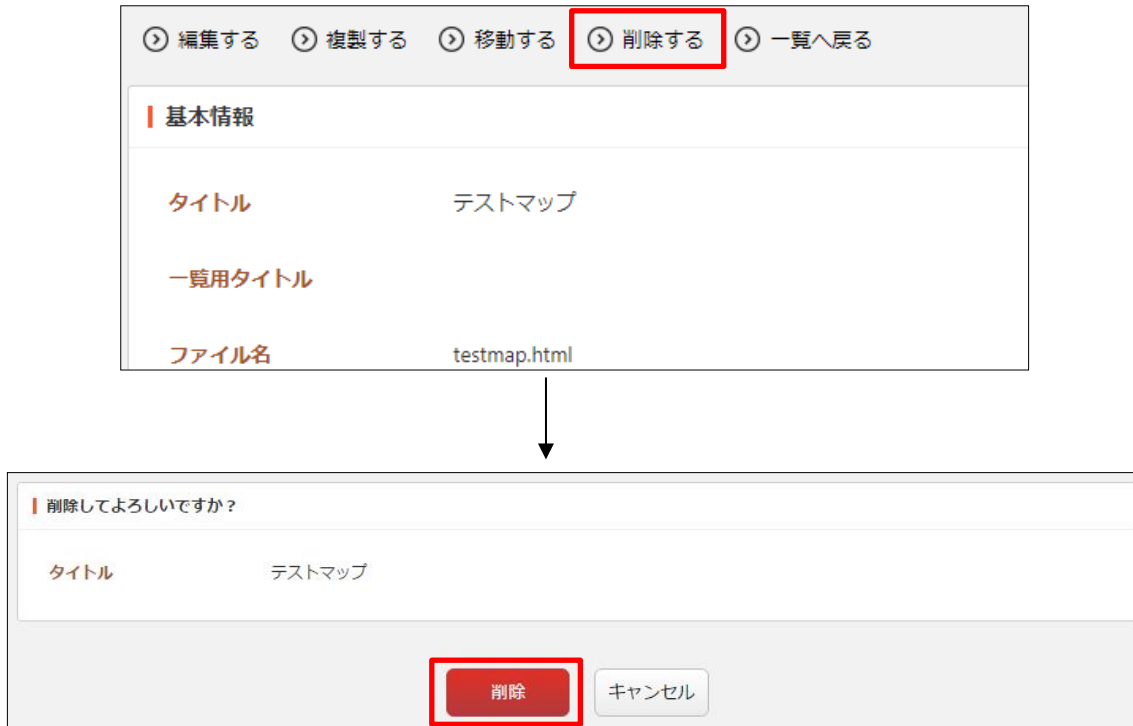 編集する 複製する 移動する 削除する 一覧へ戻る
基本情報
タイトル テストマップ
一覧用タイトル
ファイル名 testmap.html
削除してよろしいですか？
タイトル テストマップ
削除 キャンセル